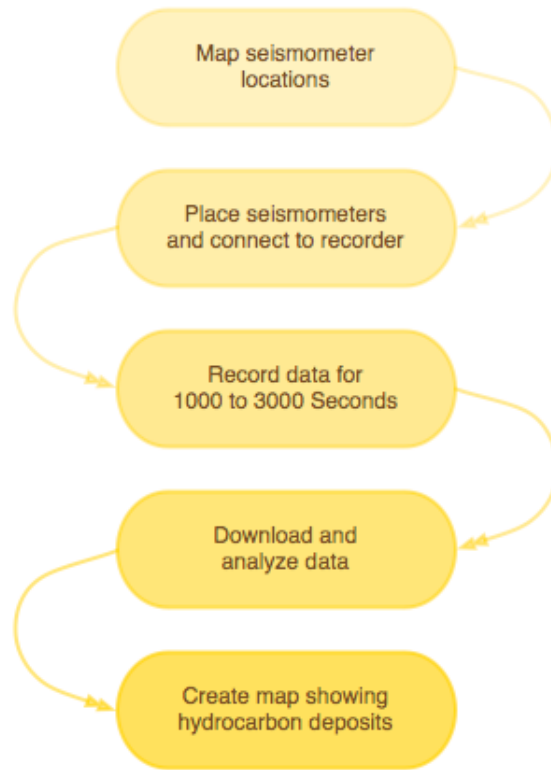 Map seismometer
locations
Place seismometers
and connect to recorder
Record data for
1000 to 3000 Seconds
Download and
analyze data
Create map showing
hydrocarbon deposits